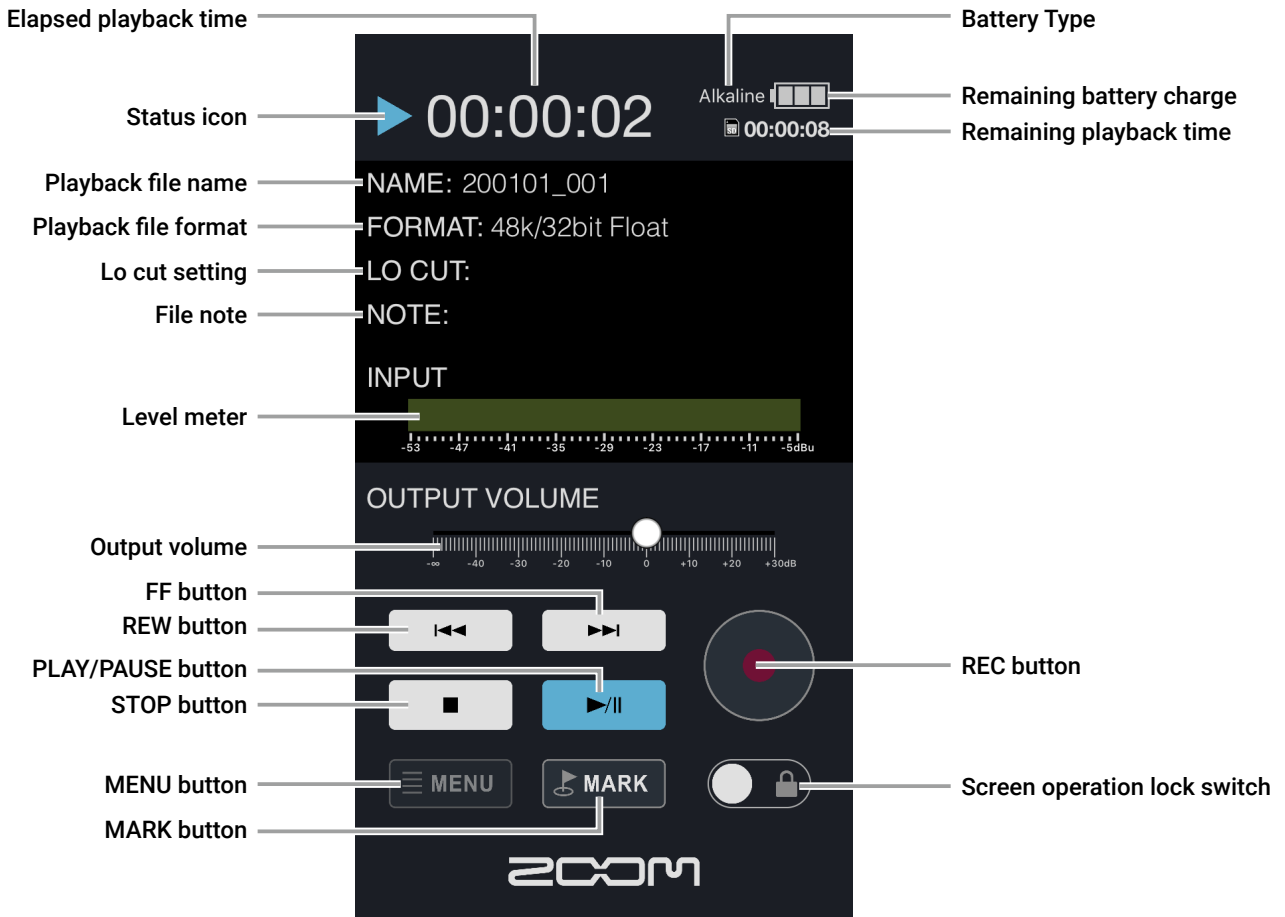 Elapsed playback time
Battery Type
Status icon
00:00:02
Alkaline
Remaining battery charge
SD 00:00:08
Remaining playback time
Playback file name
NAME: 200101_001
Playback file format
FORMAT: 48k/32bit Float
Lo cut setting
LO CUT:
File note
NOTE:
INPUT
Level meter
-53 -47 -41 -35 -29 -23 -17 -11 -5dBu
OUTPUT VOLUME
Output volume
-∞ -40 -30 -20 -10 0 +10 +20 +30dB
FF button
REW button
PLAY/PAUSE button
REC button
STOP button
MENU button
MENU
MARK
Screen operation lock switch
MARK button
ZOOM